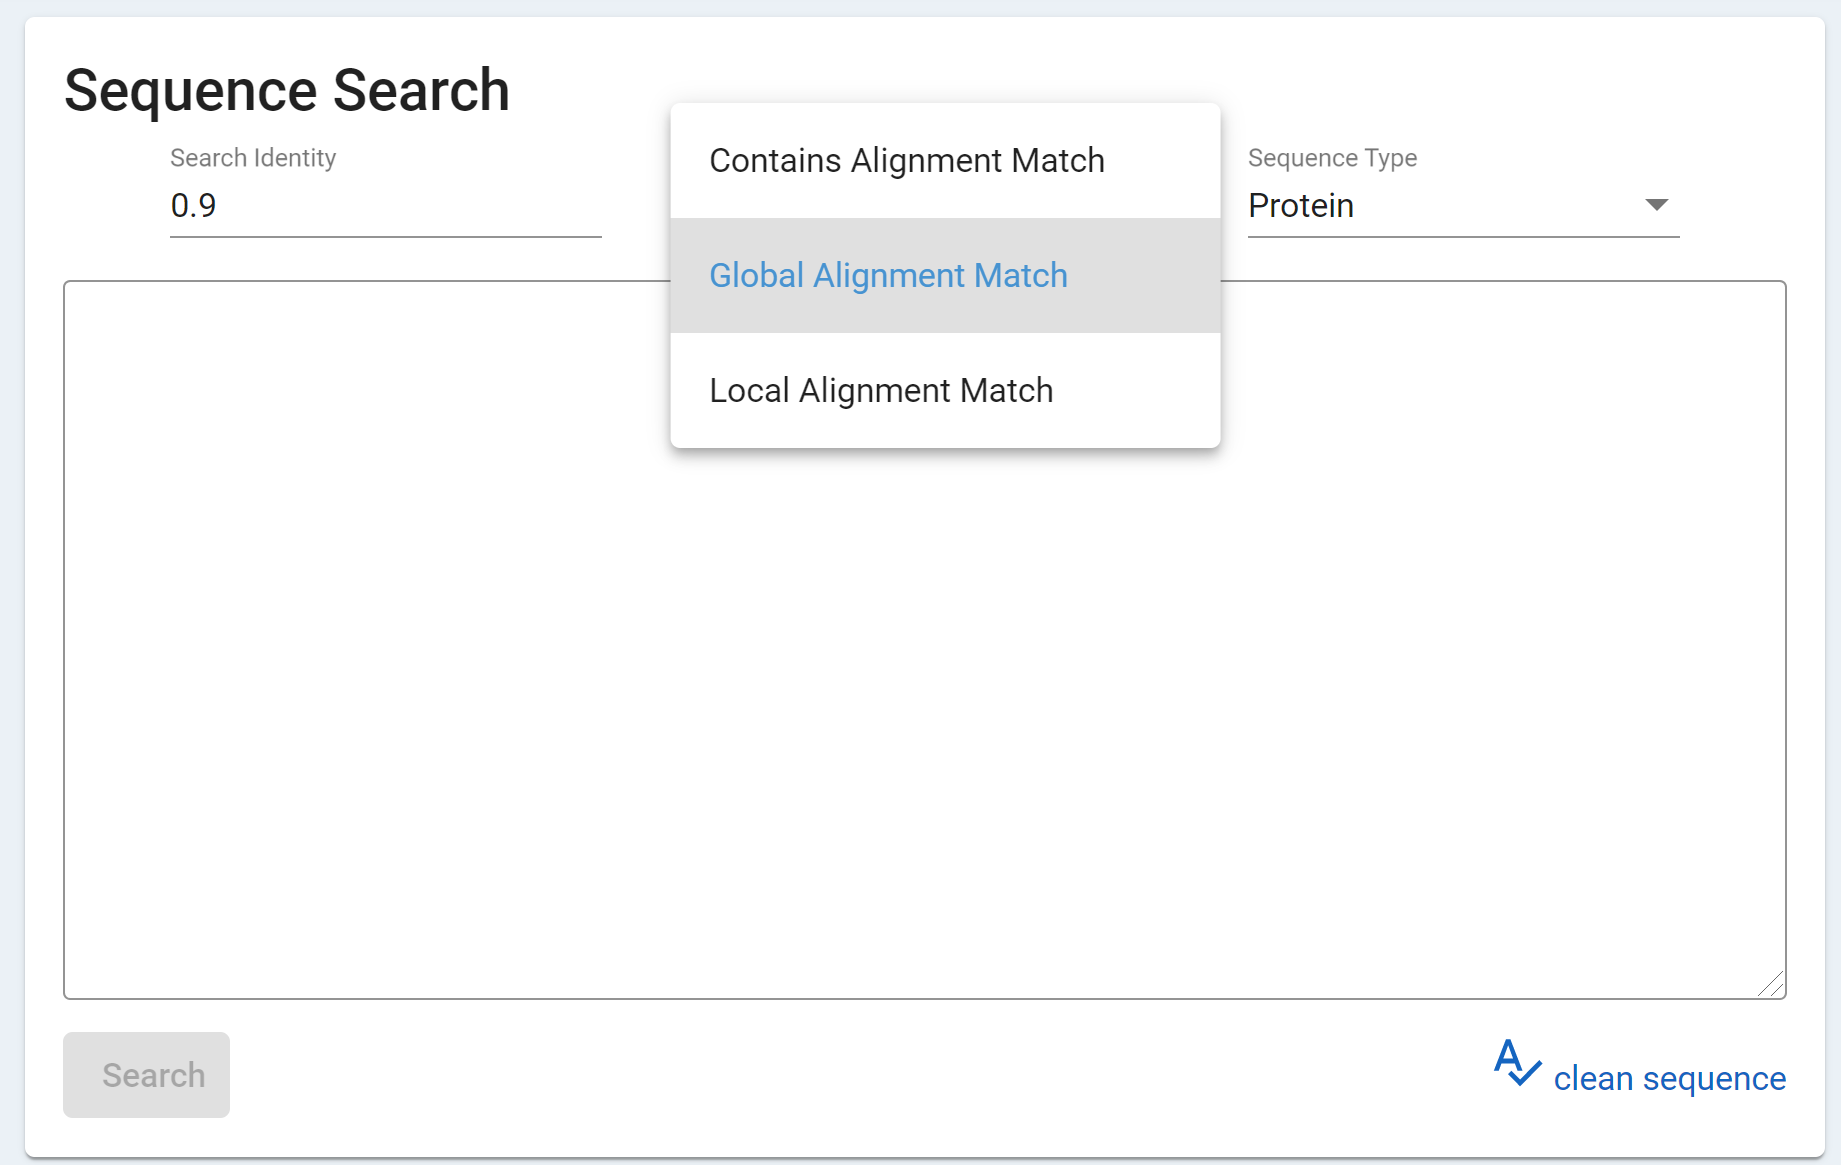 Sequence Search
Search Identity
0.9
Contains Alignment Match
Global Alignment Match
Local Alignment Match
Sequence Type
Protein
Search
clean sequence